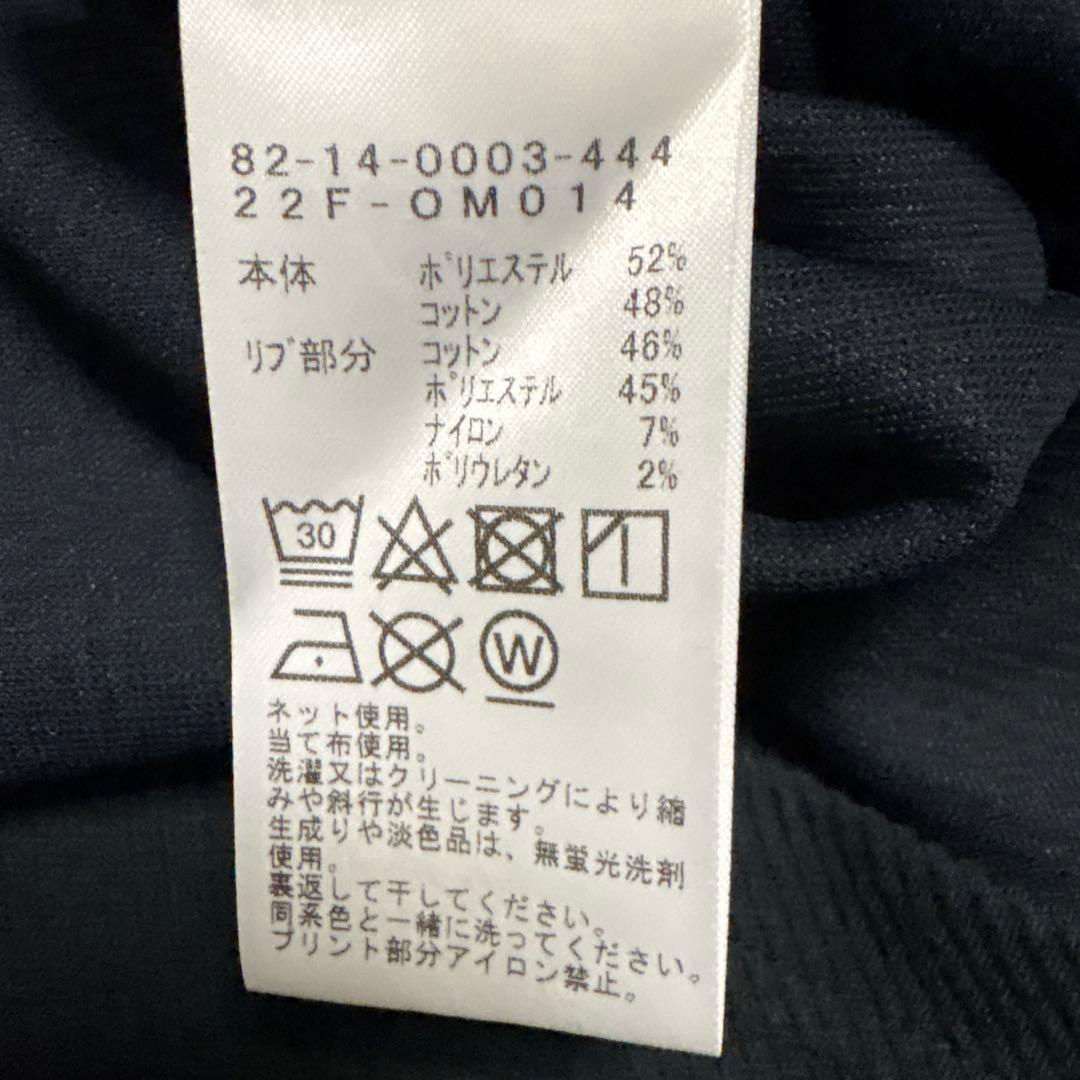 82-14-0003-444
22F-OM014
本体 ポリエステル 52%
コットン 48%
リブ部分 コットン 46%
ポリエステル 45%
ナイロン 7%
ポリウレタン 2%
30
W
ネット使用。
当て布使用。
洗濯又はクリーニングにより縮
みや斜行が生じます。
生成りや淡色品は、無蛍光洗剤
使用。
裏返して干してください。
同系色と一緒に洗ってください。
プリント部分アイロン禁止。